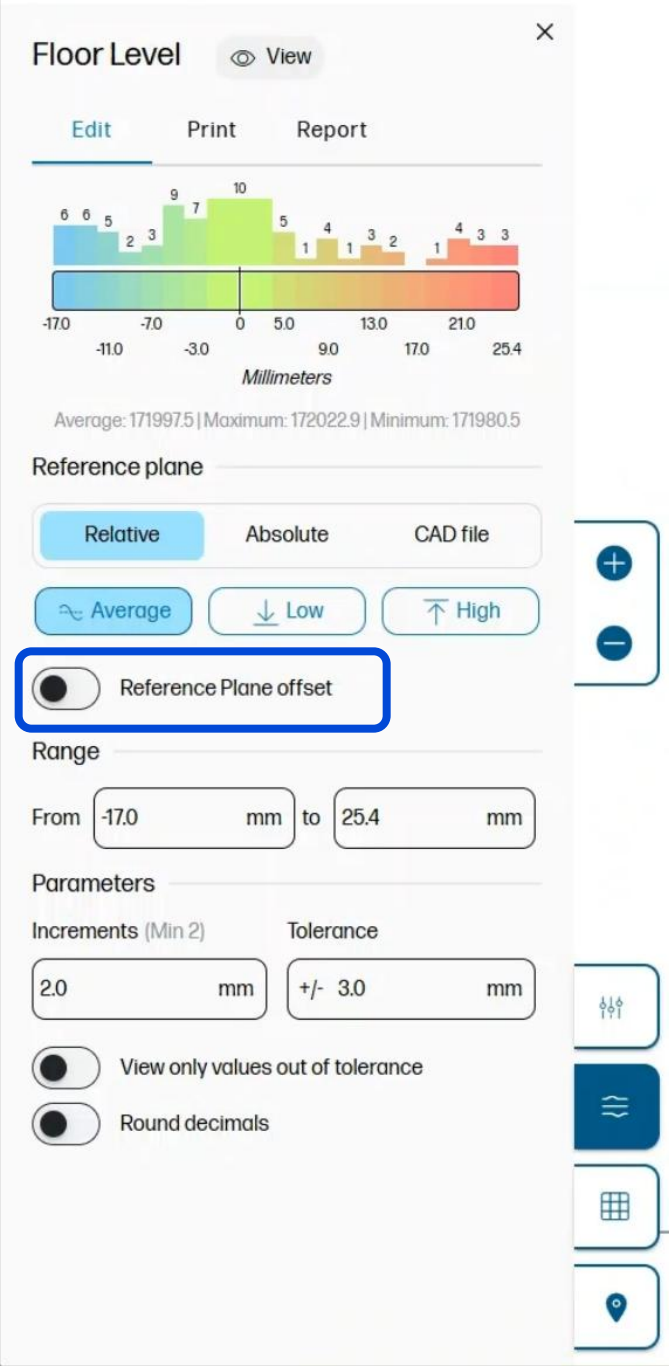 Floor Level View
Edit Print Report
10
9
7
6 6 5 5
4 4
3 3 2 3 3
2 1 1 1
-17.0 -7.0 0 5.0 13.0 21.0
-11.0 -3.0 9.0 17.0 25.4
Millimeters
Average: 171997.5 | Maximum: 172022.9 | Minimum: 171980.5
Reference plane
Relative Absolute CAD file
Average Low High
Reference Plane offset
Range
From -17.0 mm to 25.4 mm
Parameters
Increments (Min 2) Tolerance
2.0 mm +/- 3.0 mm
View only values out of tolerance
Round decimals